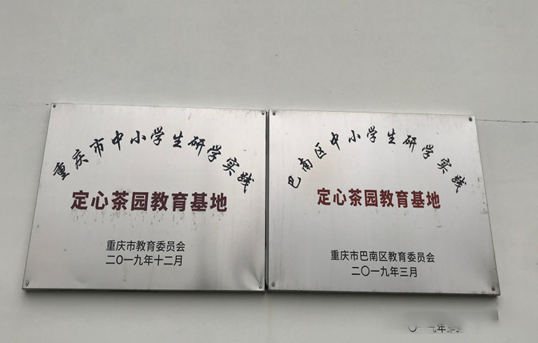 重庆市中小学生研学实践
定心茶园教育基地
重庆市教育委员会
二〇一九年十二月
巴南区中小学生研学实践
定心茶园教育基地
重庆市巴南区教育委员会
二〇一九年三月